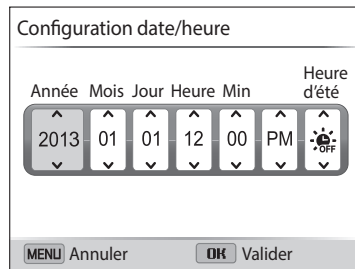 Configuration date/heure
Heure
Année Mois Jour Heure Min d'été
2013 01 01 12 00 PM OFF
MENU Annuler OK Valider